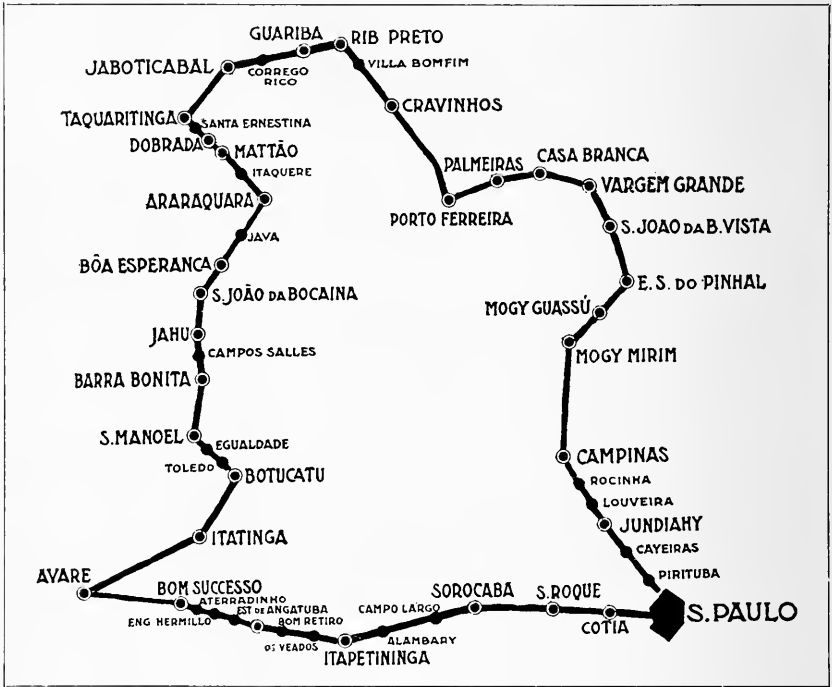 GUARIBA
RIB PRETO
JABOTICABAL
CORREGO
RICO
VILLA BOMFIM
TAQUARITINGA
SANTA ERNESTINA
CRAVINHOS
DOBRADA
MATTÃO
ITAQUERE
PALMEIRAS
CASA BRANCA
VARGEM GRANDE
ARARAQUARA
PORTO FERREIRA
S. JOAO DA B. VISTA
JAVA
BÔA ESPERANCA
E. S. DO PINHAL
S. JOÃO DA BOCAINA
MOGY GUASSÚ
JAHU
CAMPOS SALLES
MOGY MIRIM
BARRA BONITA
S. MANOEL
EGUALDADE
TOLEDO
BOTUCATU
CAMPINAS
ROCINHA
LOUVEIRA
JUNDIAHY
ITATINGA
CAYEIRAS
PIRITUBA
AVARE
BOM SUCCESSO
ATERRADINHO
EST DE ANGATUBA
ENG HERMILLO
BOM RETIRO
OS VEADOS
CAMPO LARGO
SOROCABA
S. ROQUE
S. PAULO
COTIA
ALAMBARY
ITAPETININGA